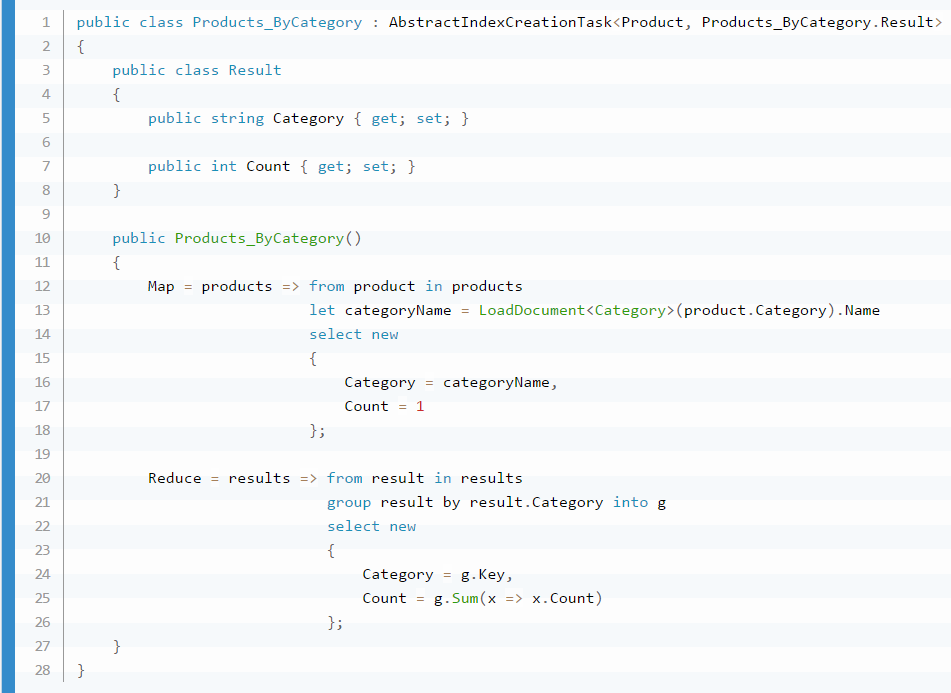 1 public class Products_ByCategory : AbstractIndexCreationTask<Product, Products_ByCategory.Result>
2 {
3     public class Result
4     {
5         public string Category { get; set; }
6
7         public int Count { get; set; }
8     }
9
10     public Products_ByCategory()
11     {
12         Map = products => from product in products
13                           let categoryName = LoadDocument<Category>(product.Category).Name
14                           select new
15                           {
16                               Category = categoryName,
17                               Count = 1
18                           };
19
20         Reduce = results => from result in results
21                             group result by result.Category into g
22                             select new
23                             {
24                                 Category = g.Key,
25                                 Count = g.Sum(x => x.Count)
26                             };
27     }
28 }